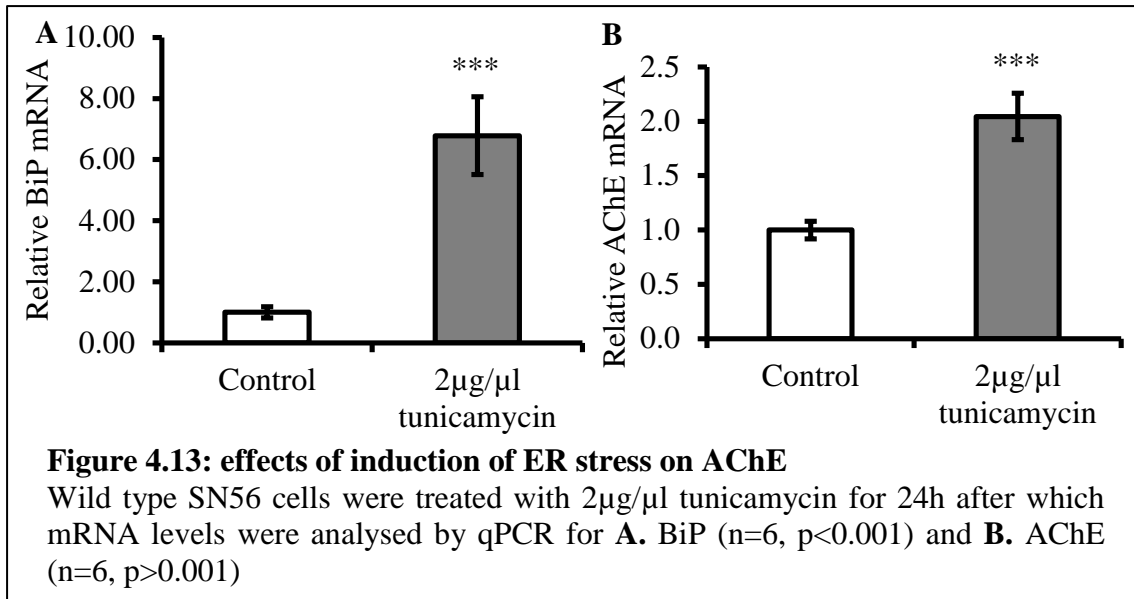 A
10.00
8.00
6.00
4.00
2.00
0.00
Relative BiP mRNA
***
Control
2µg/µl
tunicamycin
B
2.5
2.0
1.5
1.0
0.5
0.0
Relative AChE mRNA
***
Control
2µg/µl
tunicamycin
Figure 4.13: effects of induction of ER stress on AChE
Wild type SN56 cells were treated with 2µg/µl tunicamycin for 24h after which
mRNA levels were analysed by qPCR for A. BiP (n=6, p<0.001) and B. AChE
(n=6, p>0.001)